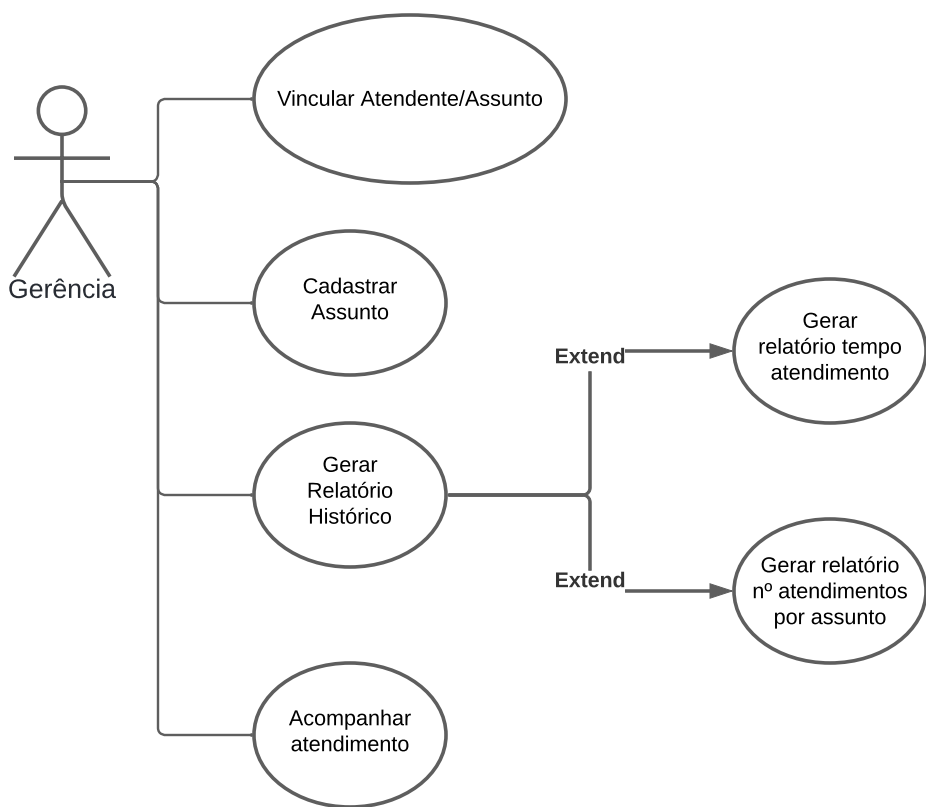 Vincular Atendente/Assunto
Gerência
Cadastrar
Assunto
Gerar
relatório tempo
atendimento
Extend
Gerar
Relatório
Histórico
Extend
Gerar relatório
nº atendimentos
por assunto
Acompanhar
atendimento